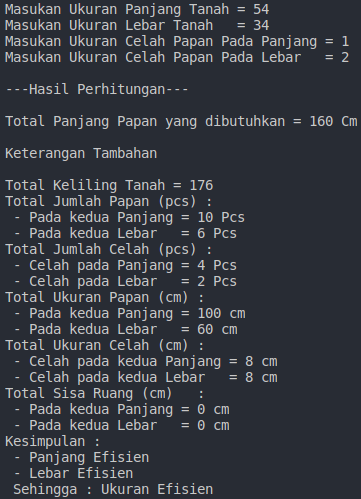 Masukan Ukuran Panjang Tanah = 54
Masukan Ukuran Lebar Tanah   = 34
Masukan Ukuran Celah Papan Pada Panjang = 1
Masukan Ukuran Celah Papan Pada Lebar   = 2

---Hasil Perhitungan---

Total Panjang Papan yang dibutuhkan = 160 Cm

Keterangan Tambahan

Total Keliling Tanah = 176
Total Jumlah Papan (pcs) :
 - Pada kedua Panjang = 10 Pcs
 - Pada kedua Lebar   = 6 Pcs
Total Jumlah Celah (pcs) :
 - Celah pada Panjang = 4 Pcs
 - Celah pada Lebar   = 2 Pcs
Total Ukuran Papan (cm) :
 - Pada kedua Panjang = 100 cm
 - Pada kedua Lebar   = 60 cm
Total Ukuran Celah (cm) :
 - Celah pada kedua Panjang = 8 cm
 - Celah pada kedua Lebar   = 8 cm
Total Sisa Ruang (cm)   :
 - Pada kedua Panjang = 0 cm
 - Pada kedua Lebar   = 0 cm
Kesimpulan :
 - Panjang Efisien
 - Lebar Efisien
 Sehingga : Ukuran Efisien